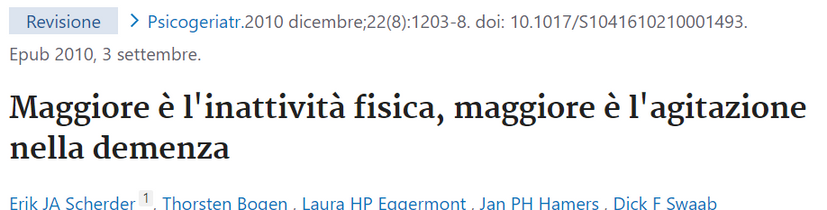 Revisione > Psicogeriatr.2010 dicembre;22(8):1203-8. doi: 10.1017/S1041610210001493.
Epub 2010, 3 settembre.
Maggiore è l'inattività fisica, maggiore è l'agitazione
nella demenza
Erik JA Scherder 1, Thorsten Bogen , Laura HP Eggermont , Jan PH Hamers , Dick F Swaab